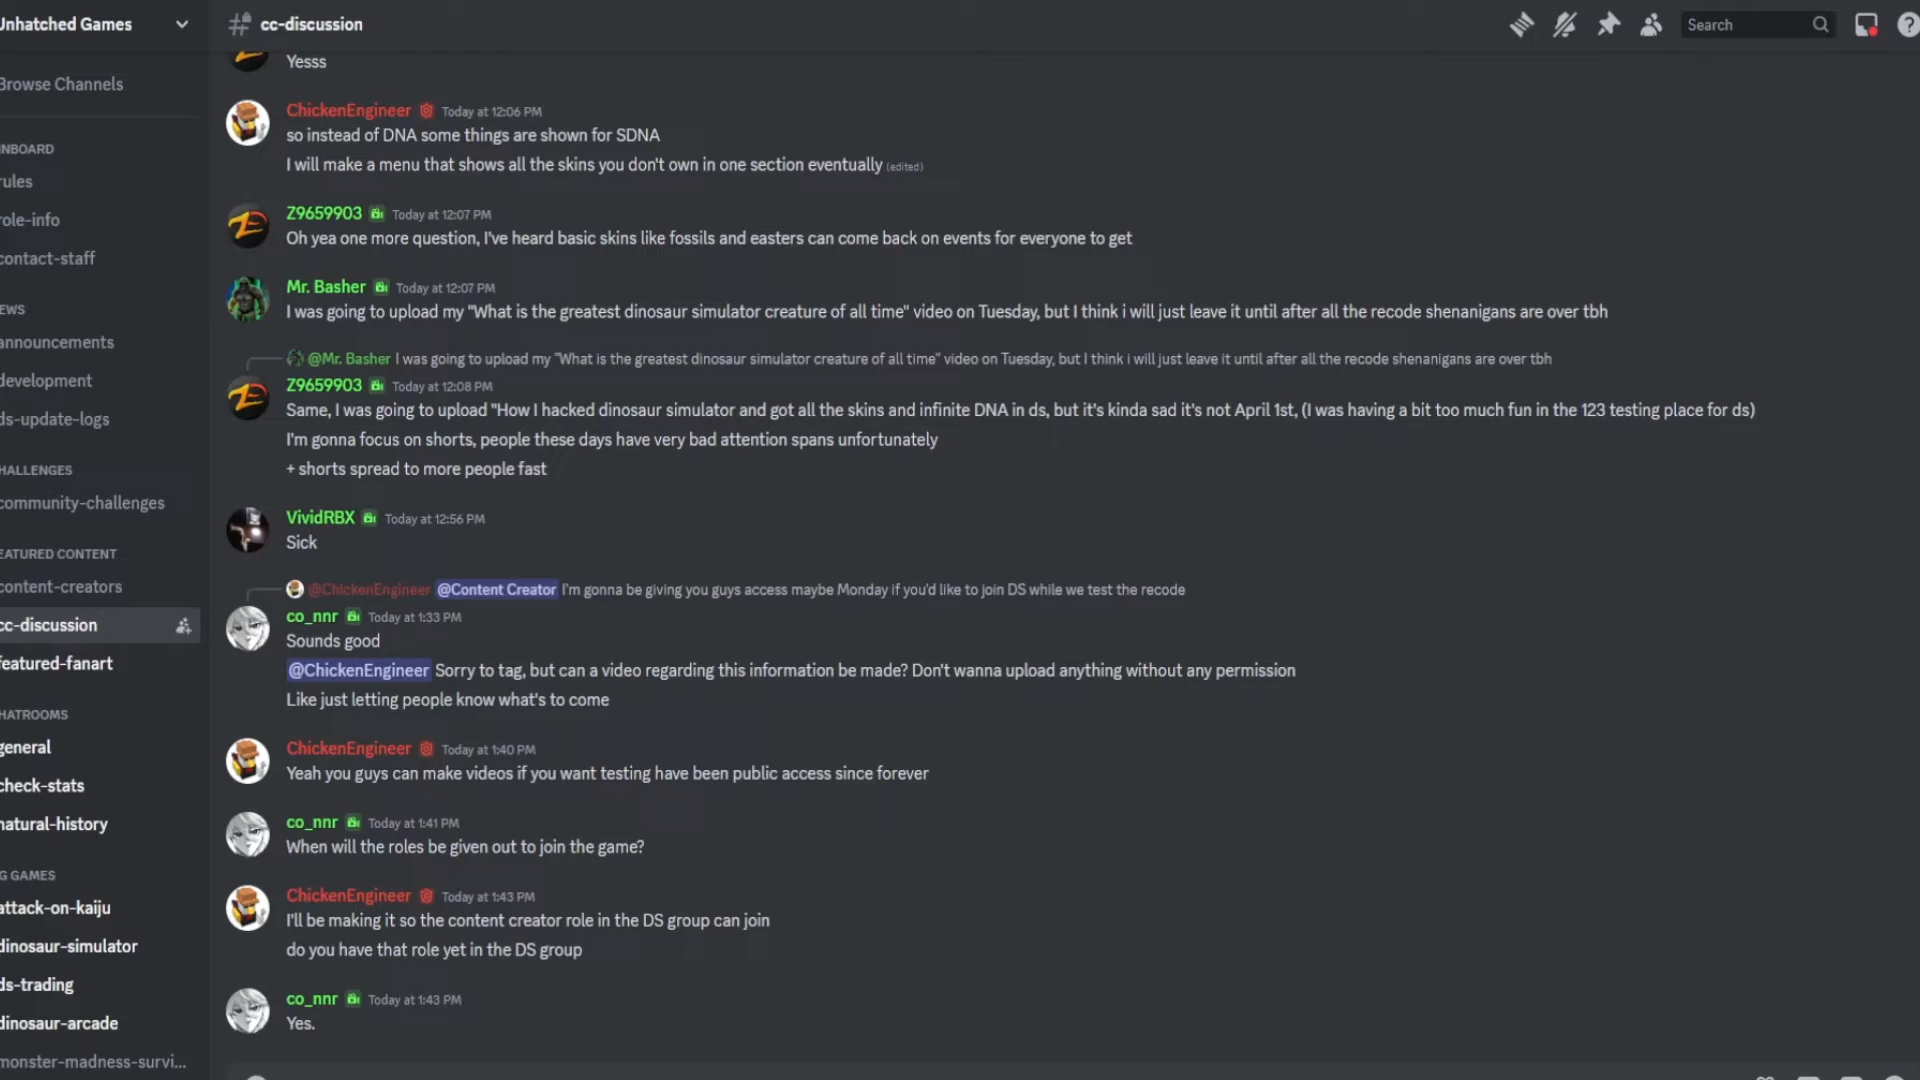 Unhatched Games
cc-discussion
Search
Browse Channels
INBOARD
rules
role-info
contact-staff
EWS
announcements
development
ds-update-logs
HALLENGES
community-challenges
EATURED CONTENT
content-creators
cc-discussion
featured-fanart
HATROOMS
general
check-stats
natural-history
G GAMES
attack-on-kaiju
dinosaur-simulator
ds-trading
dinosaur-arcade
monster-madness-survi...
Yesss
ChickenEngineer Today at 12:06 PM
so instead of DNA some things are shown for SDNA
I will make a menu that shows all the skins you don't own in one section eventually (edited)
Z9659903 Today at 12:07 PM
Oh yea one more question, I've heard basic skins like fossils and easters can come back on events for everyone to get
Mr. Basher Today at 12:07 PM
I was going to upload my "What is the greatest dinosaur simulator creature of all time" video on Tuesday, but I think i will just leave it until after all the recode shenanigans are over tbh
@Mr. Basher I was going to upload my "What is the greatest dinosaur simulator creature of all time" video on Tuesday, but I think i will just leave it until after all the recode shenanigans are over tbh
Z9659903 Today at 12:08 PM
Same, I was going to upload "How I hacked dinosaur simulator and got all the skins and infinite DNA in ds, but it's kinda sad it's not April 1st, (I was having a bit too much fun in the 123 testing place for ds)
I'm gonna focus on shorts, people these days have very bad attention spans unfortunately
+ shorts spread to more people fast
VividRBX Today at 12:56 PM
Sick
@ChickenEngineer @Content Creator I'm gonna be giving you guys access maybe Monday if you'd like to join DS while we test the recode
co_nnr Today at 1:33 PM
Sounds good
@ChickenEngineer Sorry to tag, but can a video regarding this information be made? Don't wanna upload anything without any permission
Like just letting people know what's to come
ChickenEngineer Today at 1:40 PM
Yeah you guys can make videos if you want testing have been public access since forever
co_nnr Today at 1:41 PM
When will the roles be given out to join the game?
ChickenEngineer Today at 1:43 PM
I'll be making it so the content creator role in the DS group can join
do you have that role yet in the DS group
co_nnr Today at 1:43 PM
Yes.